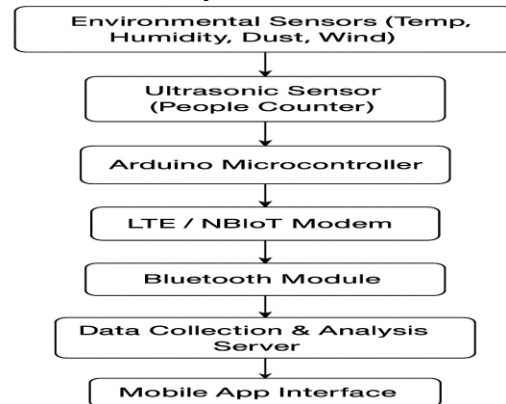 Environmental Sensors (Temp,
Humidity, Dust, Wind)
Ultrasonic Sensor
(People Counter)
Arduino Microcontroller
LTE / NBIoT Modem
Bluetooth Module
Data Collection & Analysis
Server
Mobile App Interface